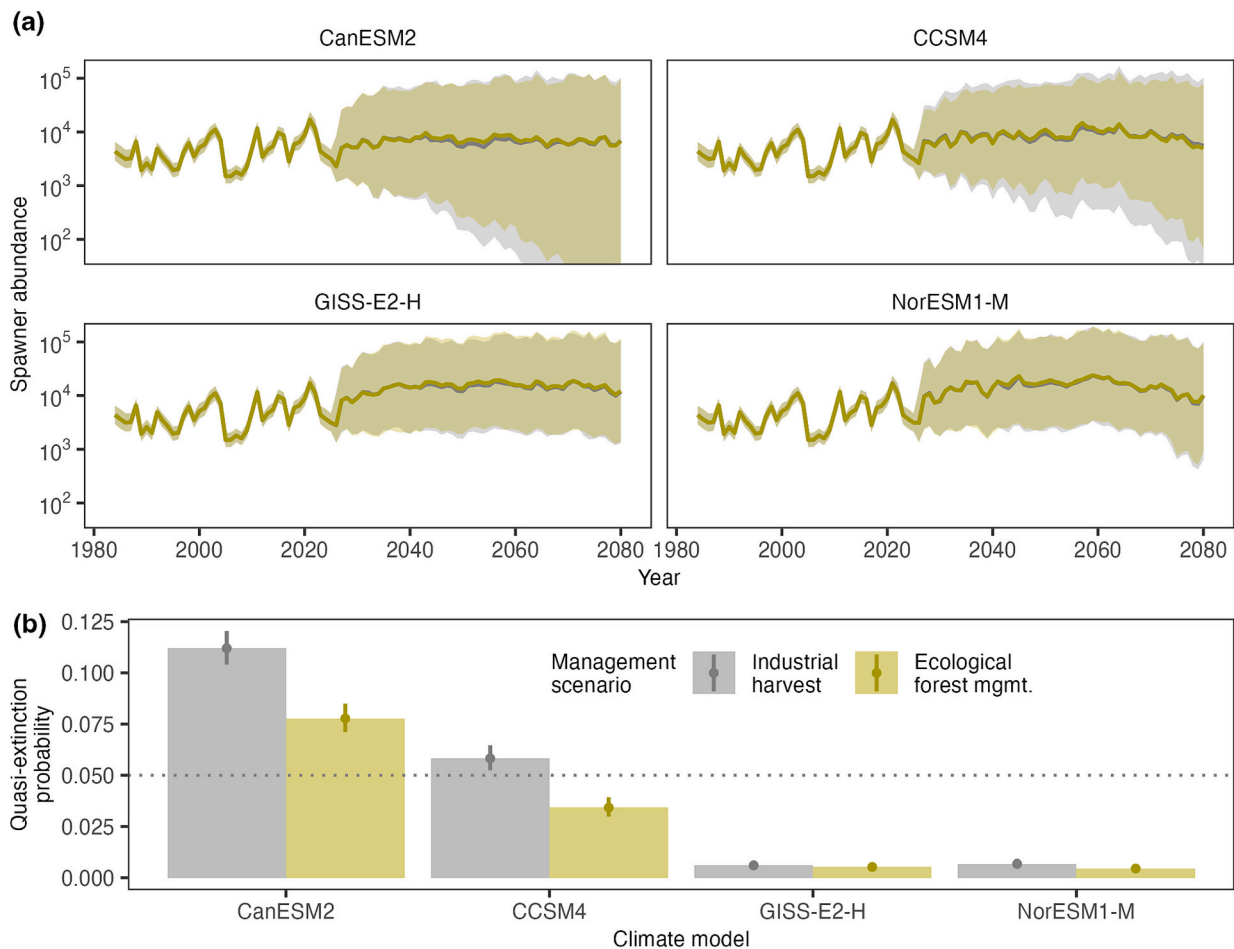 (a)
CanESM2
CCSM4
10^5
10^4
10^3
10^2
Spawner abundance
GISS-E2-H
NorESM1-M
10^5
10^4
10^3
10^2
1980 2000 2020 2040 2060 2080
1980 2000 2020 2040 2060 2080
Year
(b)
0.125
0.100
0.075
0.050
0.025
0.000
Quasi-extinction
probability
Management
scenario
Industrial
harvest
Ecological
forest mgmt.
CanESM2
CCSM4
GISS-E2-H
NorESM1-M
Climate model